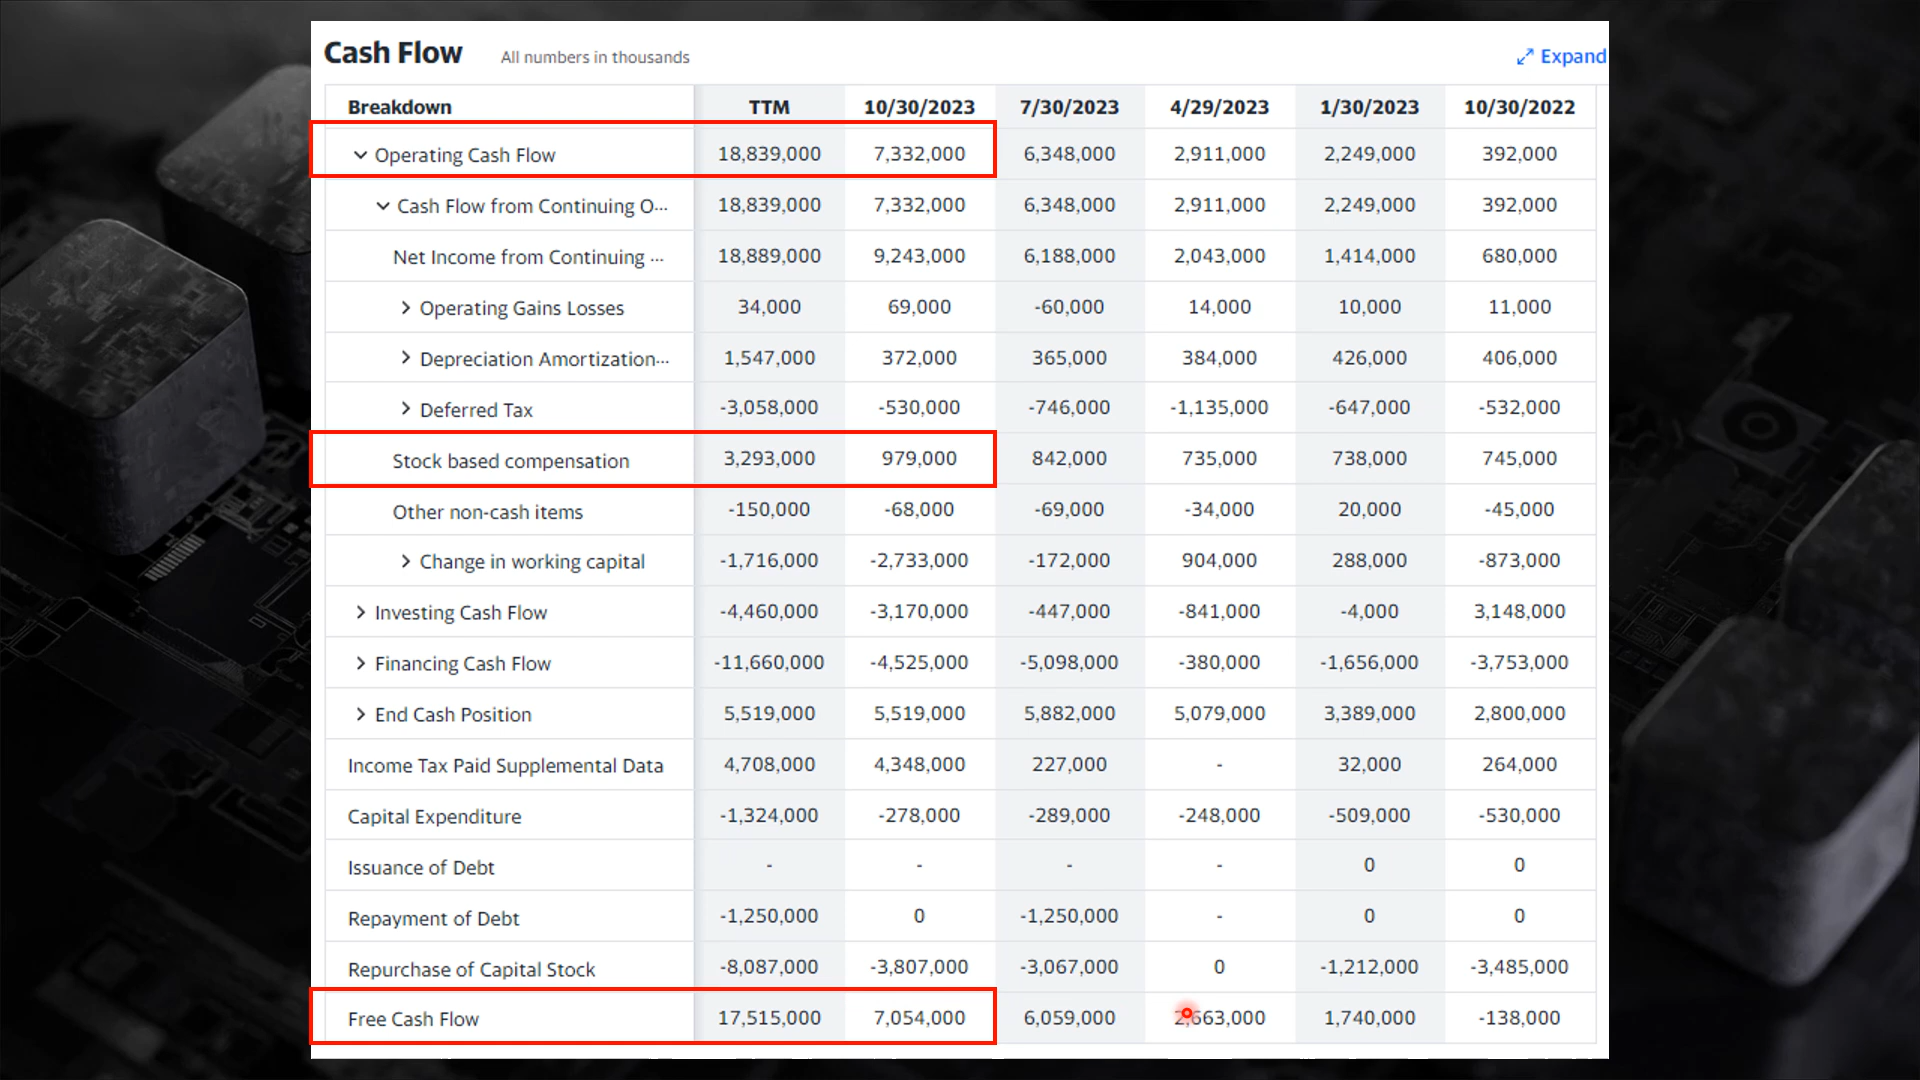 Cash Flow All numbers in thousands Expand
Breakdown TTM 10/30/2023 7/30/2023 4/29/2023 1/30/2023 10/30/2022
Operating Cash Flow 18,839,000 7,332,000 6,348,000 2,911,000 2,249,000 392,000
Cash Flow from Continuing O... 18,839,000 7,332,000 6,348,000 2,911,000 2,249,000 392,000
Net Income from Continuing ... 18,889,000 9,243,000 6,188,000 2,043,000 1,414,000 680,000
Operating Gains Losses 34,000 69,000 -60,000 14,000 10,000 11,000
Depreciation Amortization... 1,547,000 372,000 365,000 384,000 426,000 406,000
Deferred Tax -3,058,000 -530,000 -746,000 -1,135,000 -647,000 -532,000
Stock based compensation 3,293,000 979,000 842,000 735,000 738,000 745,000
Other non-cash items -150,000 -68,000 -69,000 -34,000 20,000 -45,000
Change in working capital -1,716,000 -2,733,000 -172,000 904,000 288,000 -873,000
Investing Cash Flow -4,460,000 -3,170,000 -447,000 -841,000 -4,000 3,148,000
Financing Cash Flow -11,660,000 -4,525,000 -5,098,000 -380,000 -1,656,000 -3,753,000
End Cash Position 5,519,000 5,519,000 5,882,000 5,079,000 3,389,000 2,800,000
Income Tax Paid Supplemental Data 4,708,000 4,348,000 227,000 - 32,000 264,000
Capital Expenditure -1,324,000 -278,000 -289,000 -248,000 -509,000 -530,000
Issuance of Debt - - - - 0 0
Repayment of Debt -1,250,000 0 -1,250,000 - 0 0
Repurchase of Capital Stock -8,087,000 -3,807,000 -3,067,000 0 -1,212,000 -3,485,000
Free Cash Flow 17,515,000 7,054,000 6,059,000 2,663,000 1,740,000 -138,000